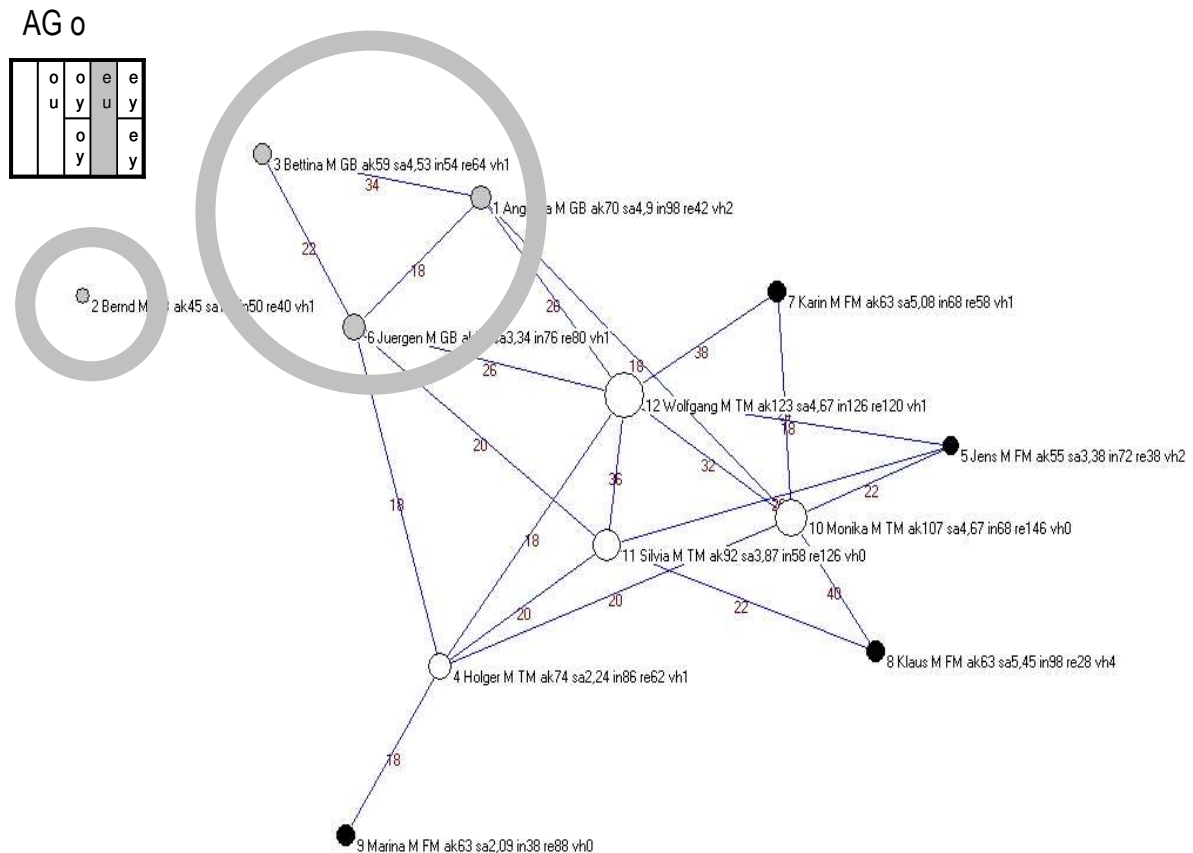 AG o
o o e e
u y u y
o e
y y
3 Bettina M GB ak59 sa4,53 in54 re64 vh1
34
M GB ak70 sa4,9 in98 re42 vh2
22
18
2 Bernd ak45 in50 re40 vh1
7 Karin M FM ak63 sa5,08 in68 re58 vh1
6 Juergen M GB sa3,34 in76 re80 vh1
38
18
26
12 Wolfgang M TM ak123 sa4,67 in126 re120 vh1
18
20
5 Jens M FM ak55 sa3,38 in72 re38 vh2
32
36
22
18
10 Monika M TM ak107 sa4,67 in68 re146 vh0
18
11 Silvia M TM ak92 sa3,87 in58 re126 vh0
40
20
20
22
8 Klaus M FM ak63 sa5,45 in98 re28 vh4
4 Holger M TM ak74 sa2,24 in86 re62 vh1
18
9 Marina M FM ak63 sa2,09 in38 re88 vh0